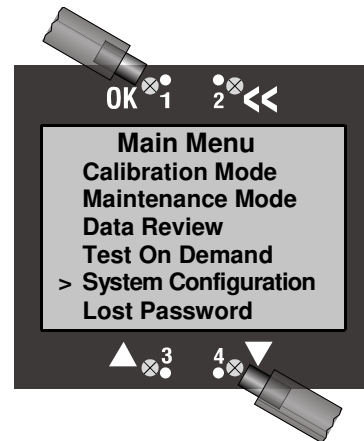 OK 1 2 <<
Main Menu
Calibration Mode
Maintenance Mode
Data Review
Test On Demand
> System Configuration
Lost Password
3 4